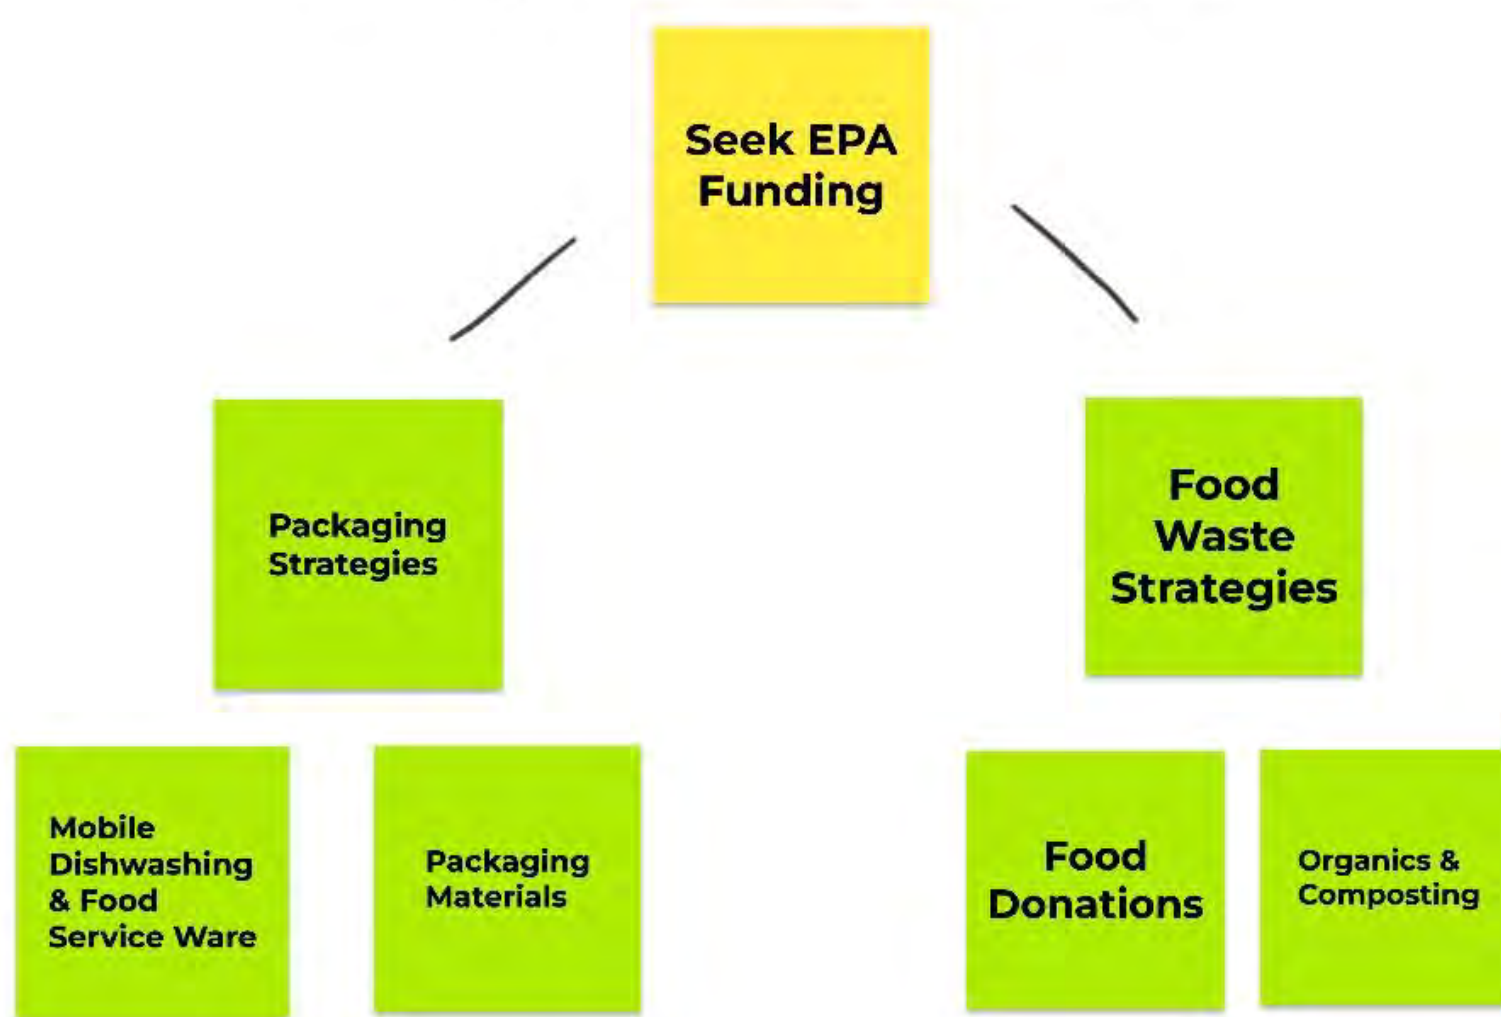 Seek EPA
Funding
Packaging
Strategies
Food
Waste
Strategies
Mobile
Dishwashing
& Food
Service Ware
Packaging
Materials
Food
Donations
Organics &
Composting